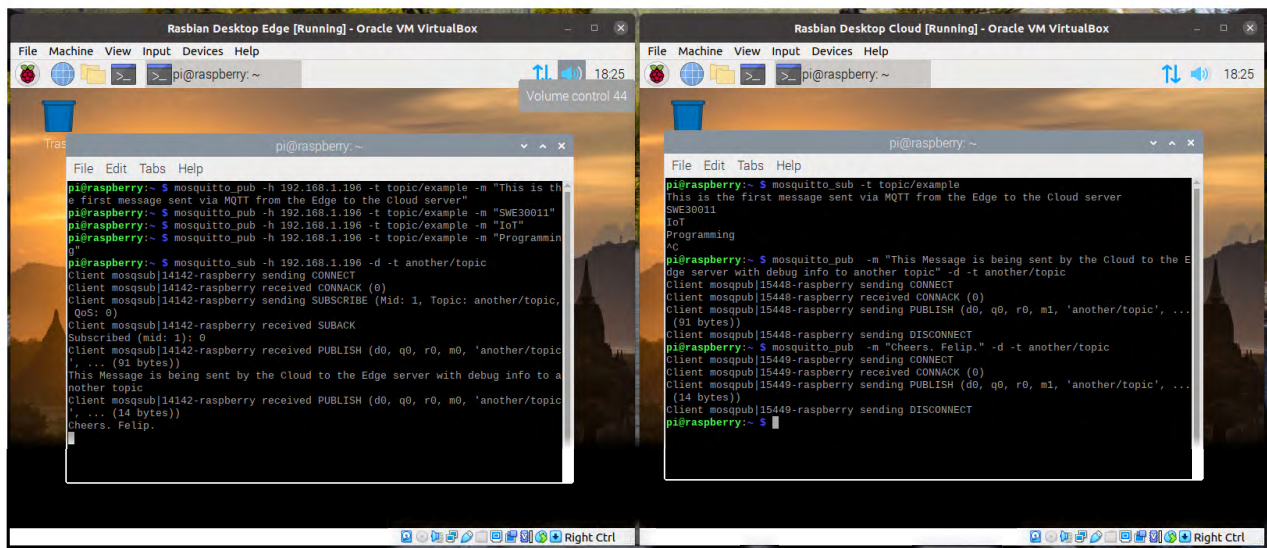 Rasbian Desktop Edge [Running] - Oracle VM VirtualBox
File Machine View Input Devices Help
pi@raspberry: ~
18:25
Volume control 44
Tras
pi@raspberry: ~
File Edit Tabs Help
pi@raspberry:~ $ mosquitto_pub -h 192.168.1.196 -t topic/example -m "This is th
e first message sent via MQTT from the Edge to the Cloud server"
pi@raspberry:~ $ mosquitto_pub -h 192.168.1.196 -t topic/example -m "SWE30011"
pi@raspberry:~ $ mosquitto_pub -h 192.168.1.196 -t topic/example -m "IoT"
pi@raspberry:~ $ mosquitto_pub -h 192.168.1.196 -t topic/example -m "Programmin
g"
pi@raspberry:~ $ mosquitto_sub -h 192.168.1.196 -d -t another/topic
Client mosqsub|14142-raspberry sending CONNECT
Client mosqsub|14142-raspberry received CONNACK (0)
Client mosqsub|14142-raspberry sending SUBSCRIBE (Mid: 1, Topic: another/topic,
QoS: 0)
Client mosqsub|14142-raspberry received SUBACK
Subscribed (mid: 1): 0
Client mosqsub|14142-raspberry received PUBLISH (d0, q0, r0, m0, 'another/topic
', ... (91 bytes))
This Message is being sent by the Cloud to the Edge server with debug info to a
nother topic
Client mosqsub|14142-raspberry received PUBLISH (d0, q0, r0, m0, 'another/topic
', ... (14 bytes))
Cheers. Felip.
Right Ctrl
Rasbian Desktop Cloud [Running] - Oracle VM VirtualBox
File Machine View Input Devices Help
pi@raspberry: ~
18:25
pi@raspberry: ~
File Edit Tabs Help
pi@raspberry:~ $ mosquitto_sub -t topic/example
This is the first message sent via MQTT from the Edge to the Cloud server
SWE30011
IoT
Programming
^C
pi@raspberry:~ $ mosquitto_pub  -m "This Message is being sent by the Cloud to the E
dge server with debug info to another topic" -d -t another/topic
Client mosqpub|15448-raspberry sending CONNECT
Client mosqpub|15448-raspberry received CONNACK (0)
Client mosqpub|15448-raspberry sending PUBLISH (d0, q0, r0, m1, 'another/topic', ...
(91 bytes))
Client mosqpub|15448-raspberry sending DISCONNECT
pi@raspberry:~ $ mosquitto_pub  -m "Cheers. Felip." -d -t another/topic
Client mosqpub|15449-raspberry sending CONNECT
Client mosqpub|15449-raspberry received CONNACK (0)
Client mosqpub|15449-raspberry sending PUBLISH (d0, q0, r0, m1, 'another/topic', ...
(14 bytes))
Client mosqpub|15449-raspberry sending DISCONNECT
pi@raspberry:~ $
Right Ctrl